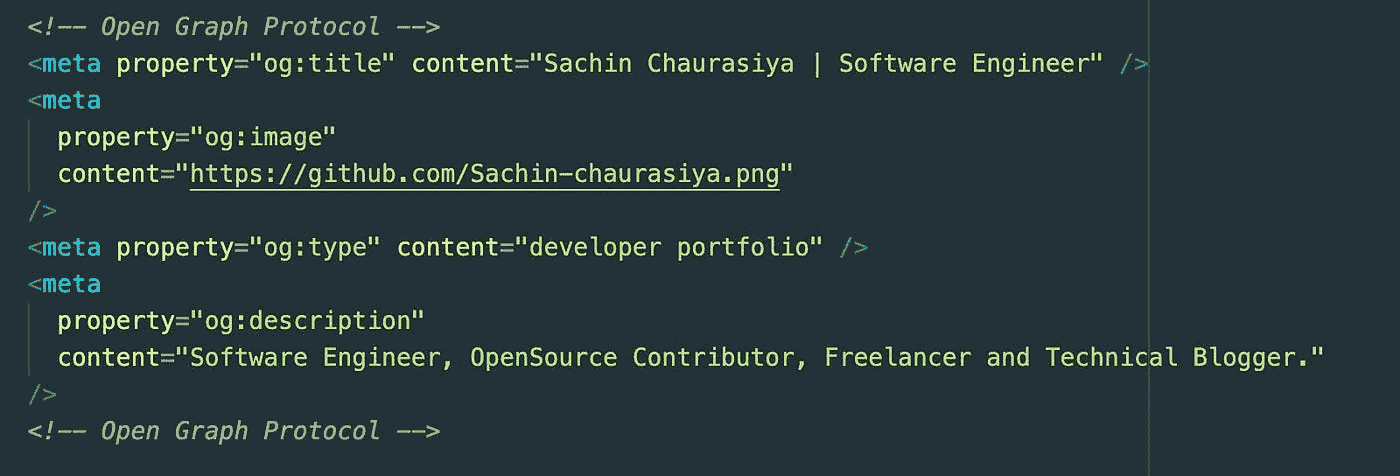 <!-- Open Graph Protocol -->
<meta property="og:title" content="Sachin Chaurasiya | Software Engineer" />
<meta
property="og:image"
content="https://github.com/Sachin-chaurasiya.png"
/>
<meta property="og:type" content="developer portfolio" />
<meta
property="og:description"
content="Software Engineer, OpenSource Contributor, Freelancer and Technical Blogger."
/>
<!-- Open Graph Protocol -->